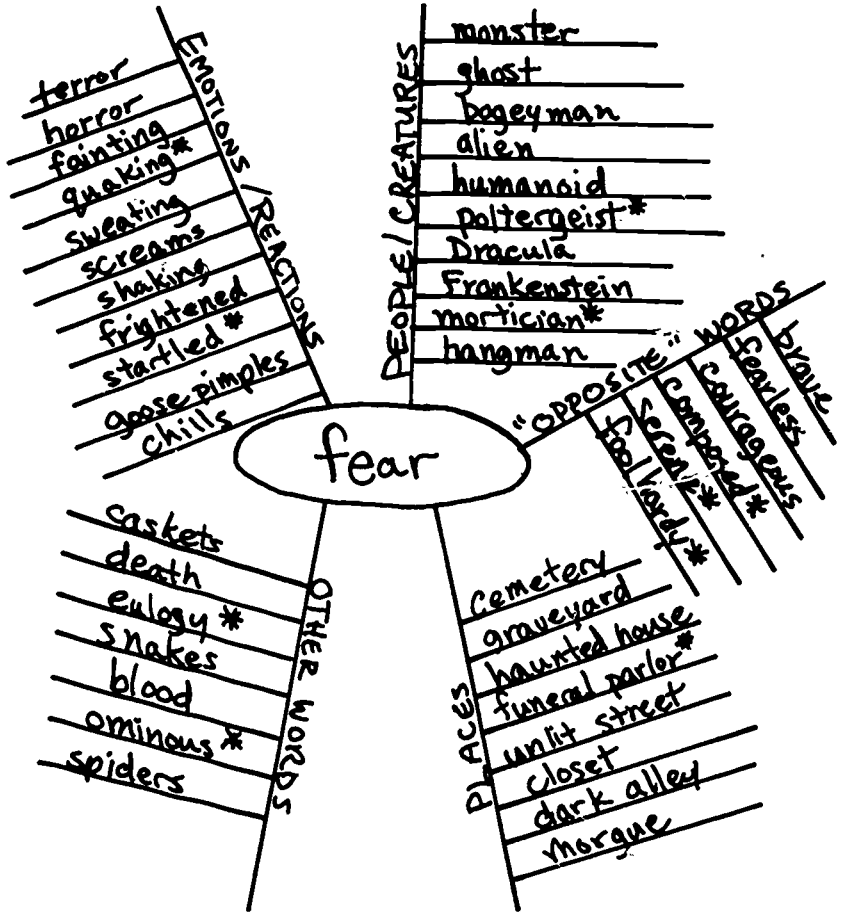 EMOTIONS / REACTIONS
terror
horror
fainting
quaking*
sweating
screams
shaking
frightened
startled*
goose pimples
chills
PEOPLE/CREATURES
monster
ghost
bogeyman
alien
humanoid
poltergeist*
Dracula
Frankenstein
mortician*
hangman
"OPPOSITE" WORDS
brave
fearless
courageous
composed*
serene*
foolhardy*
fear
OTHER WORDS
caskets
death
eulogy*
snakes
blood
ominous*
spiders
PLACES
cemetery
graveyard
haunted house
funeral parlor*
unlit street
closet
dark alley
morgue